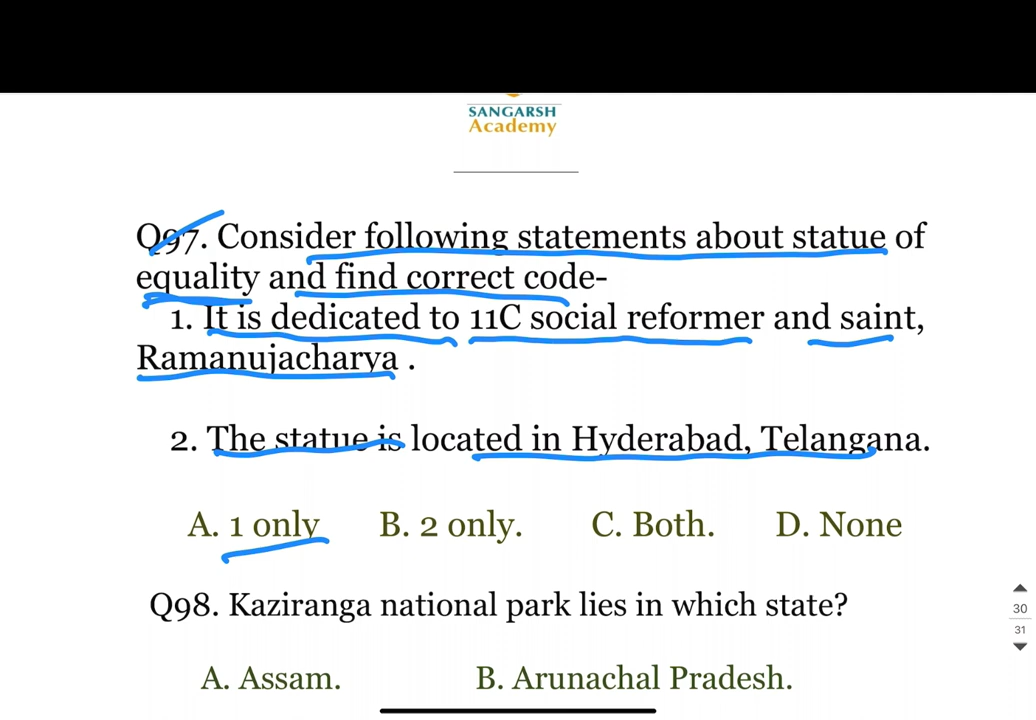 SANGARSH
Academy
Q97. Consider following statements about statue of
equality and find correct code-
1. It is dedicated to 11C social reformer and saint,
Ramanujacharya .
2. The statue is located in Hyderabad, Telangana.
A. 1 only B. 2 only. C. Both. D. None
Q98. Kaziranga national park lies in which state?
30
31
A. Assam. B. Arunachal Pradesh.